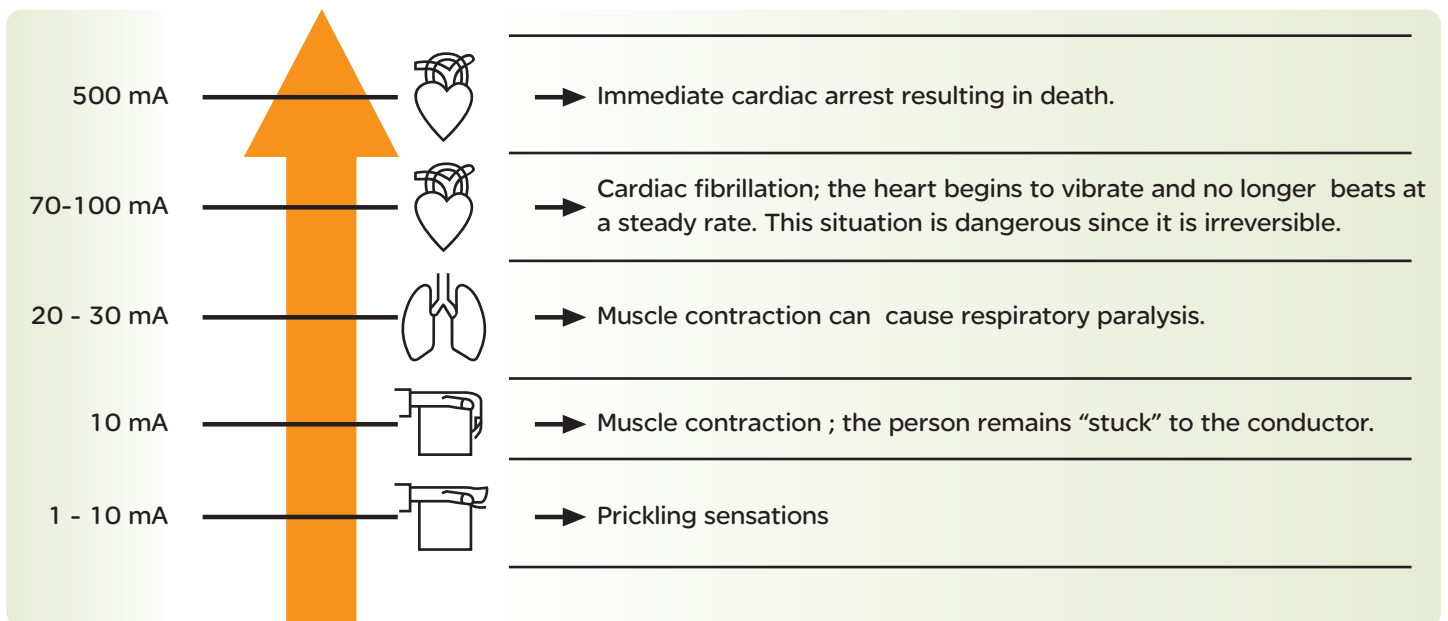 500 mA
Immediate cardiac arrest resulting in death.
70-100 mA
Cardiac fibrillation; the heart begins to vibrate and no longer  beats at
a steady rate. This situation is dangerous since it is irreversible.
20 - 30 mA
Muscle contraction can  cause respiratory paralysis.
10 mA
Muscle contraction ; the person remains “stuck” to the conductor.
1 - 10 mA
Prickling sensations